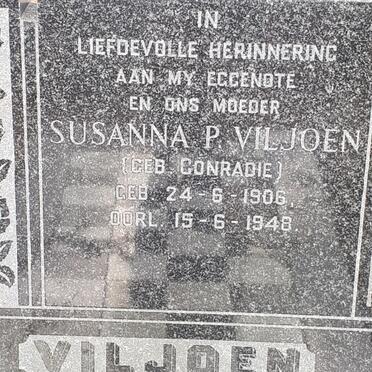 IN
LIEFDEVOLLE HERINNERING
AAN MY EGGENOTE
EN ONS MOEDER
SUSANNA P. VILJOEN
(GEB. CONRADIE)
GEB. 24-6-1906,
OORL. 15-6-1948.
VILJOEN